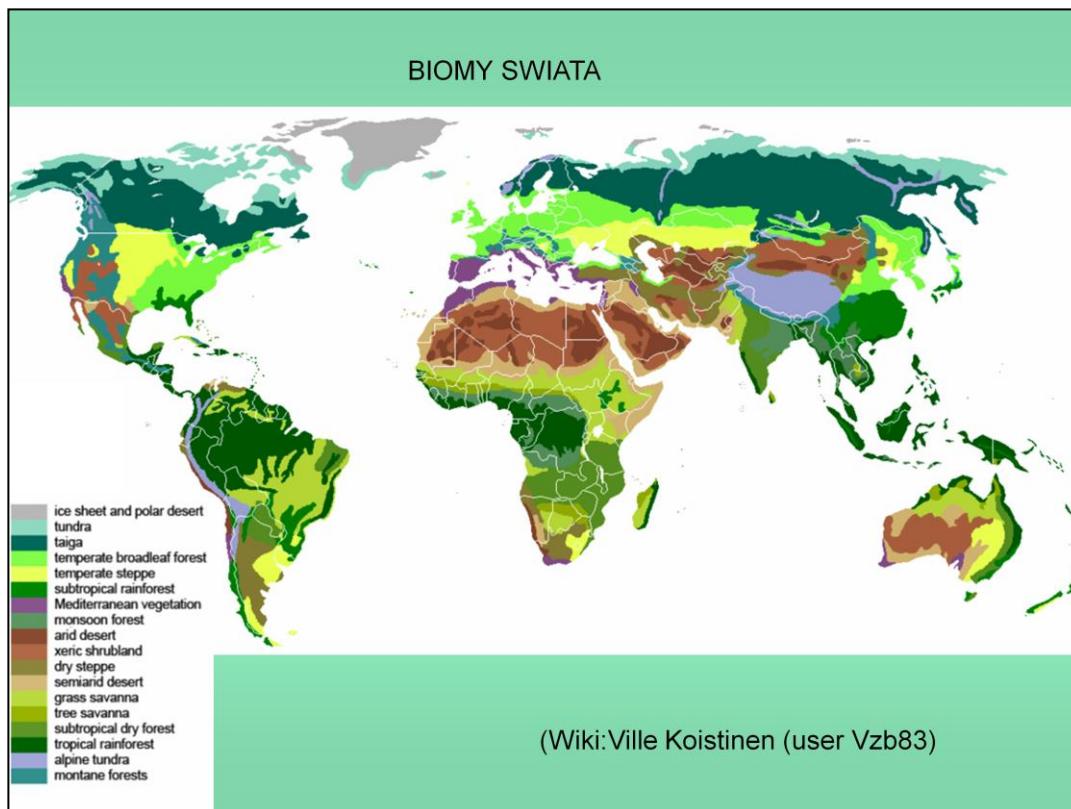 BIOMY SWIATA
ice sheet and polar desert
tundra
taiga
temperate broadleaf forest
temperate steppe
subtropical rainforest
Mediterranean vegetation
monsoon forest
arid desert
xeric shrubland
dry steppe
semiarid desert
grass savanna
tree savanna
subtropical dry forest
tropical rainforest
alpine tundra
montane forests
(Wiki:Ville Koistinen (user Vzb83)